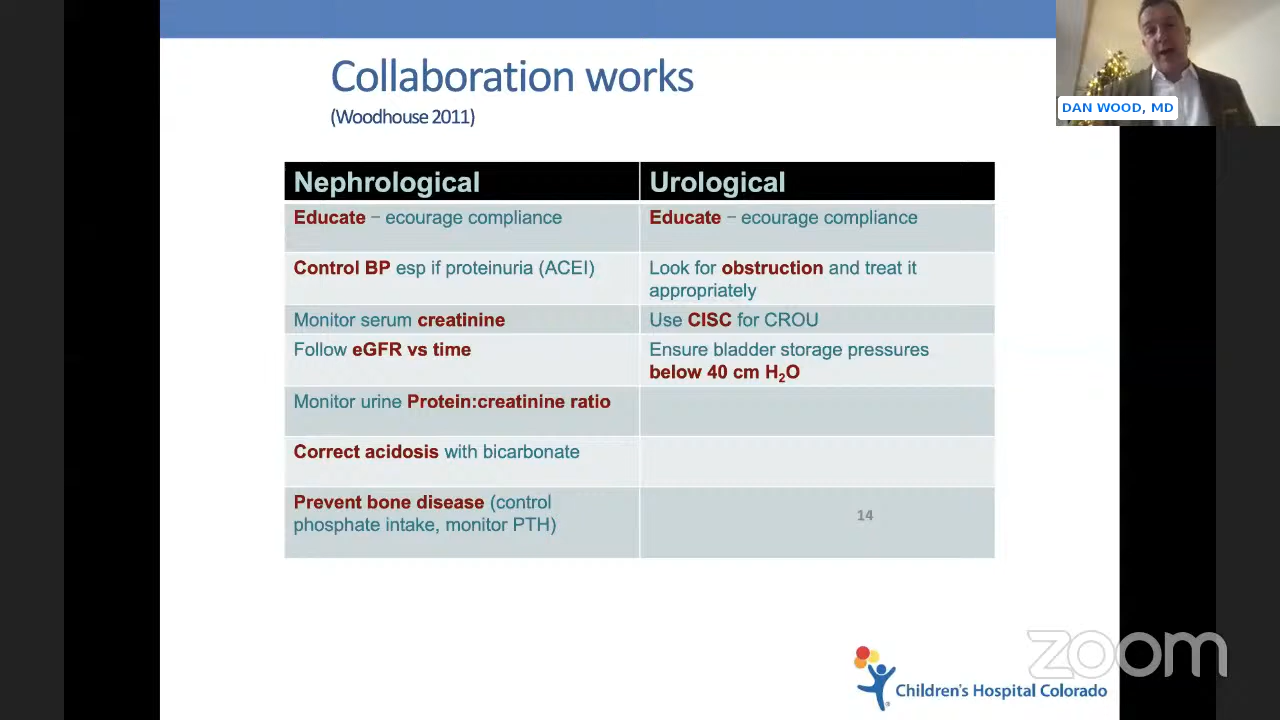 Collaboration works
(Woodhouse 2011)
DAN WOOD, MD
Nephrological
Urological
Educate – ecourage compliance
Educate – ecourage compliance
Control BP esp if proteinuria (ACEI)
Look for obstruction and treat it
appropriately
Monitor serum creatinine
Use CISC for CROU
Follow eGFR vs time
Ensure bladder storage pressures
below 40 cm H₂O
Monitor urine Protein:creatinine ratio
Correct acidosis with bicarbonate
Prevent bone disease (control
phosphate intake, monitor PTH)
14
zoom
Children's Hospital Colorado